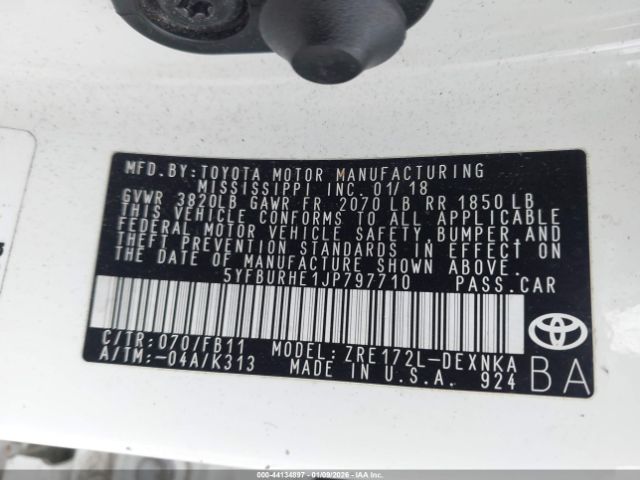 MFD.BY:TOYOTA MOTOR MANUFACTURING
MISSISSIPPI INC.01/18
GVWR 3820LB GAWR FR 2070 LB RR 1850 LB
THIS VEHICLE CONFORMS TO ALL APPLICABLE
FEDERAL MOTOR VEHICLE SAFETY,BUMPER,AND
THEFT PREVENTION STANDARDS IN EFFECT ON
THE DATE OF MANUFACTURE SHOWN ABOVE.
5YFBURHE1JP797710 PASS.CAR
C/TR:070/FB11 MODEL:ZRE172L-DEXNKA
A/TM:-04A/K313 MADE IN U.S.A. 924
BA
000-44134897 - 01/09/2026 - IAA Inc.